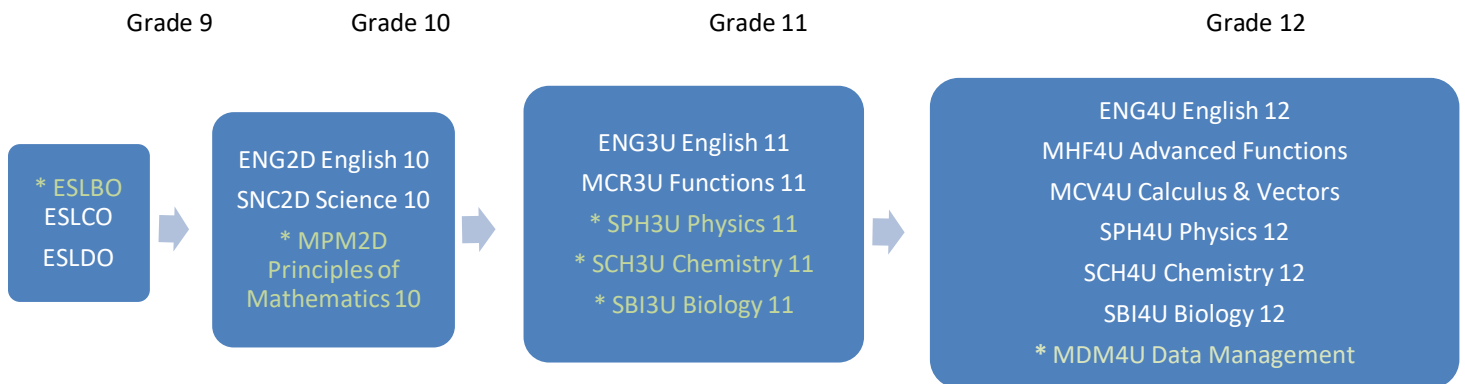 Grade 9
Grade 10
Grade 11
Grade 12
* ESLBO
ESLCO
ESLDO
ENG2D English 10
SNC2D Science 10
* MPM2D
Principles of
Mathematics 10
ENG3U English 11
MCR3U Functions 11
* SPH3U Physics 11
* SCH3U Chemistry 11
* SBI3U Biology 11
ENG4U English 12
MHF4U Advanced Functions
MCV4U Calculus & Vectors
SPH4U Physics 12
SCH4U Chemistry 12
SBI4U Biology 12
* MDM4U Data Management